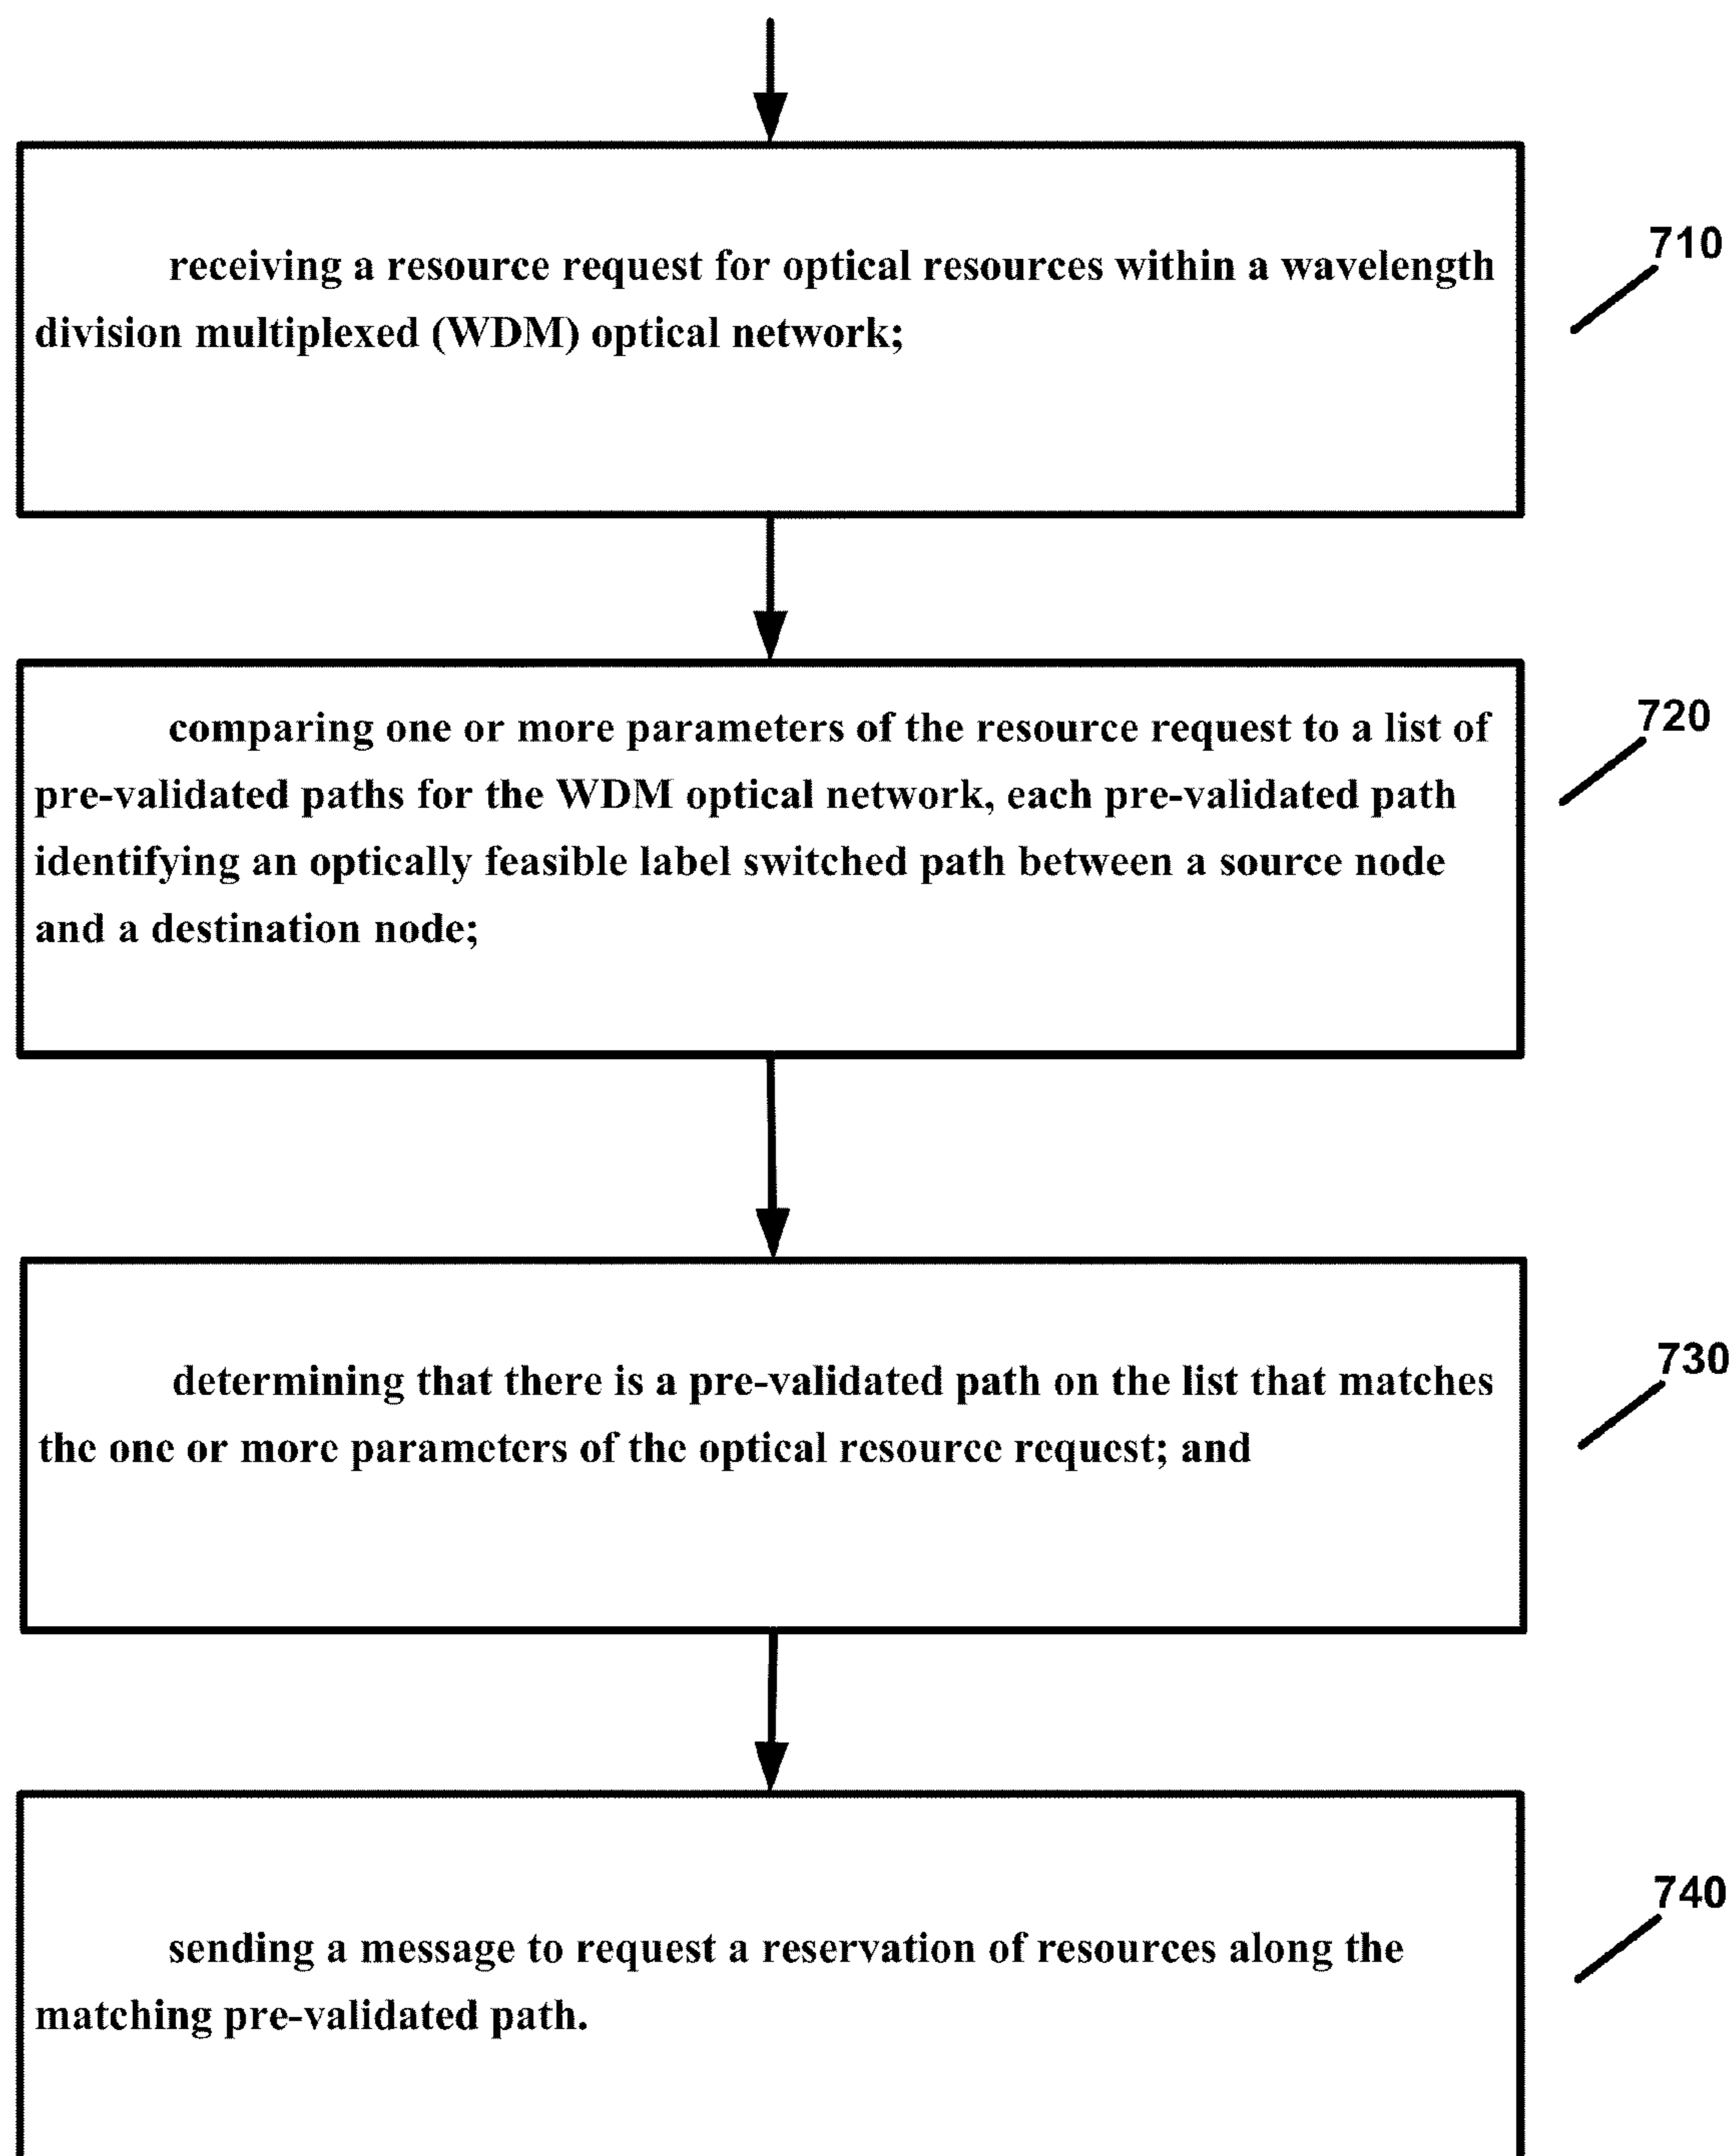 receiving a resource request for optical resources within a wavelength
division multiplexed (WDM) optical network;
710
comparing one or more parameters of the resource request to a list of
pre-validated paths for the WDM optical network, each pre-validated path
identifying an optically feasible label switched path between a source node
and a destination node;
720
determining that there is a pre-validated path on the list that matches
the one or more parameters of the optical resource request; and
730
sending a message to request a reservation of resources along the
matching pre-validated path.
740